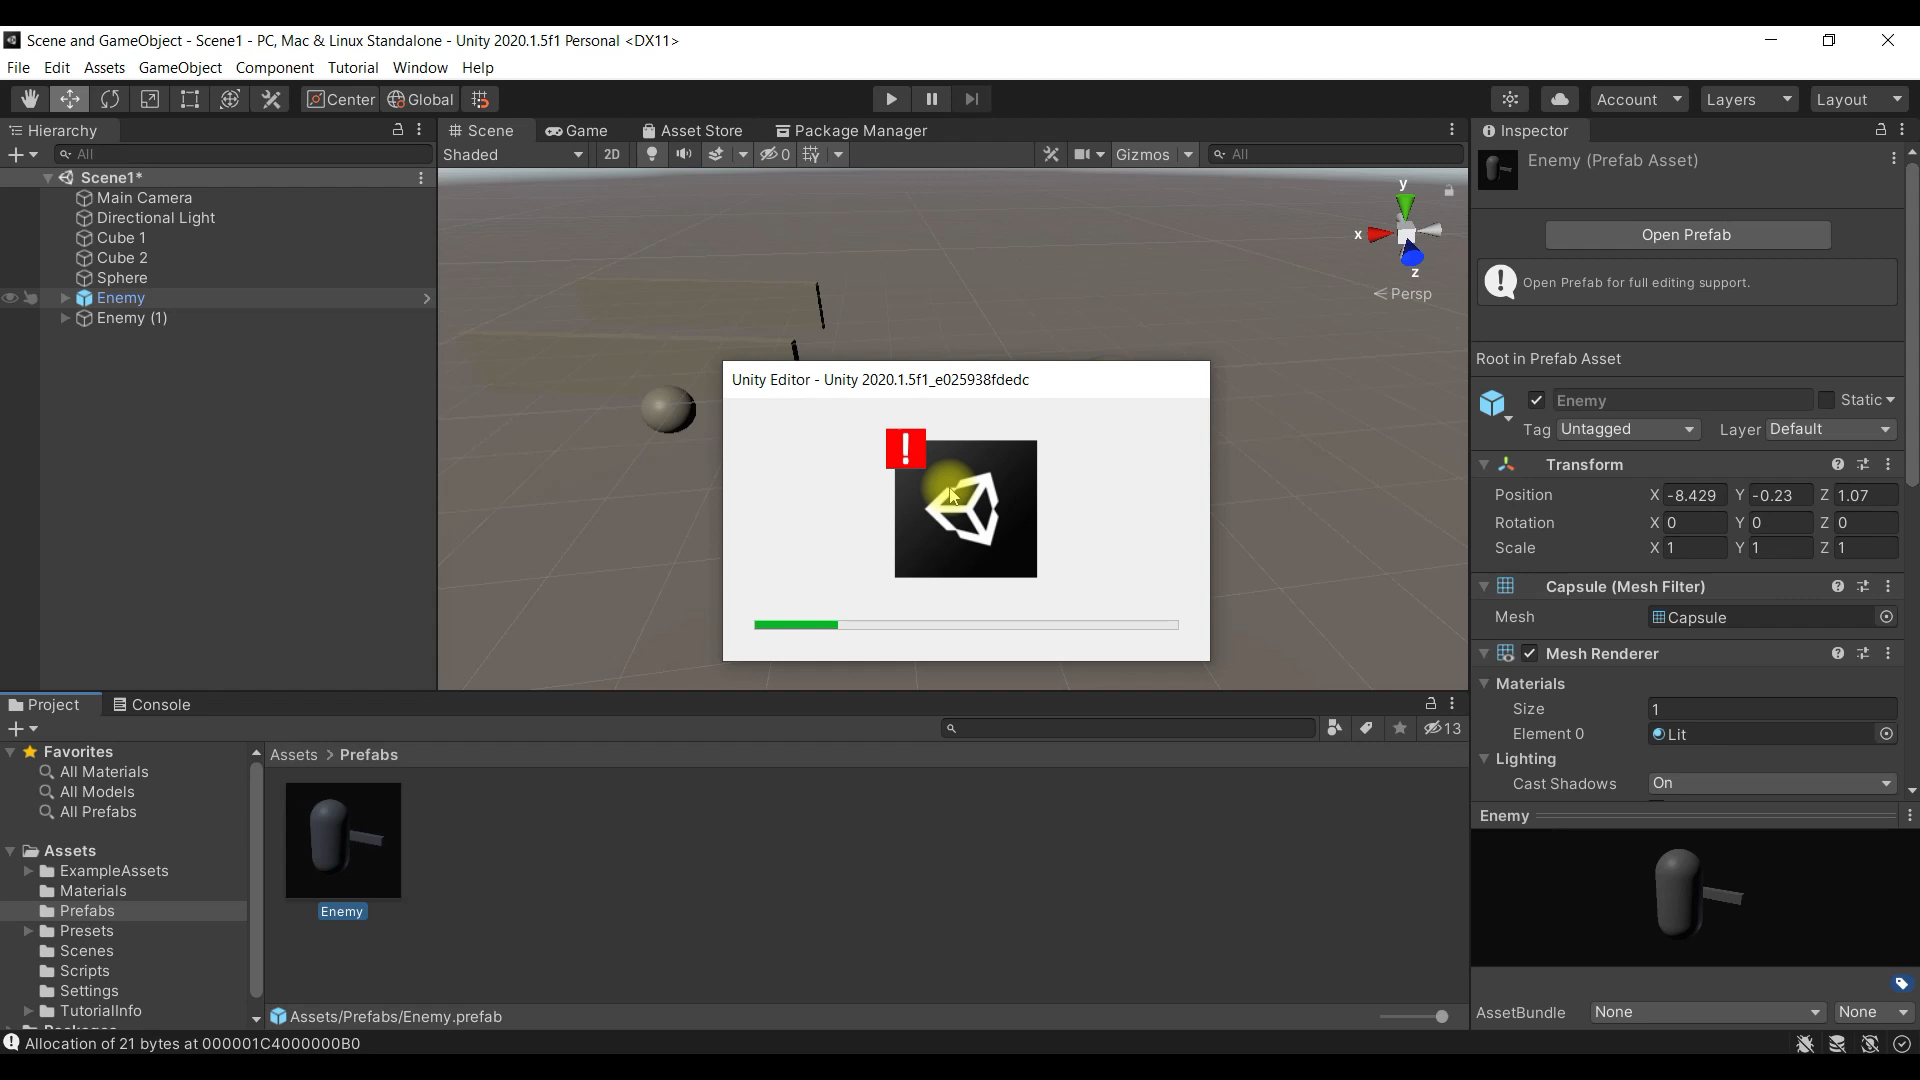 Scene and GameObject - Scene1 - PC, Mac & Linux Standalone - Unity 2020.1.5f1 Personal <DX11>
File Edit Assets GameObject Component Tutorial Window Help
Center Global Account Layers Layout
Hierarchy
All
Scene1*
Main Camera
Directional Light
Cube 1
Cube 2
Sphere
Enemy
Enemy (1)
Scene Game Asset Store Package Manager
Shaded 2D 0 Gizmos All
y
x
z
Persp
Unity Editor - Unity 2020.1.5f1_e025938fdedc
!
Inspector
Enemy (Prefab Asset)
Open Prefab
Open Prefab for full editing support.
Root in Prefab Asset
Enemy Static
Tag Untagged Layer Default
Transform
Position X -8.429 Y -0.23 Z 1.07
Rotation X 0 Y 0 Z 0
Scale X 1 Y 1 Z 1
Capsule (Mesh Filter)
Mesh Capsule
Mesh Renderer
Materials
Size 1
Element 0 Lit
Lighting
Cast Shadows On
Enemy
AssetBundle None None
Project Console
13
Favorites
All Materials
All Models
All Prefabs
Assets
ExampleAssets
Materials
Prefabs
Presets
Scenes
Scripts
Settings
TutorialInfo
Assets > Prefabs
Enemy
Assets/Prefabs/Enemy.prefab
Allocation of 21 bytes at 000001C4000000B0